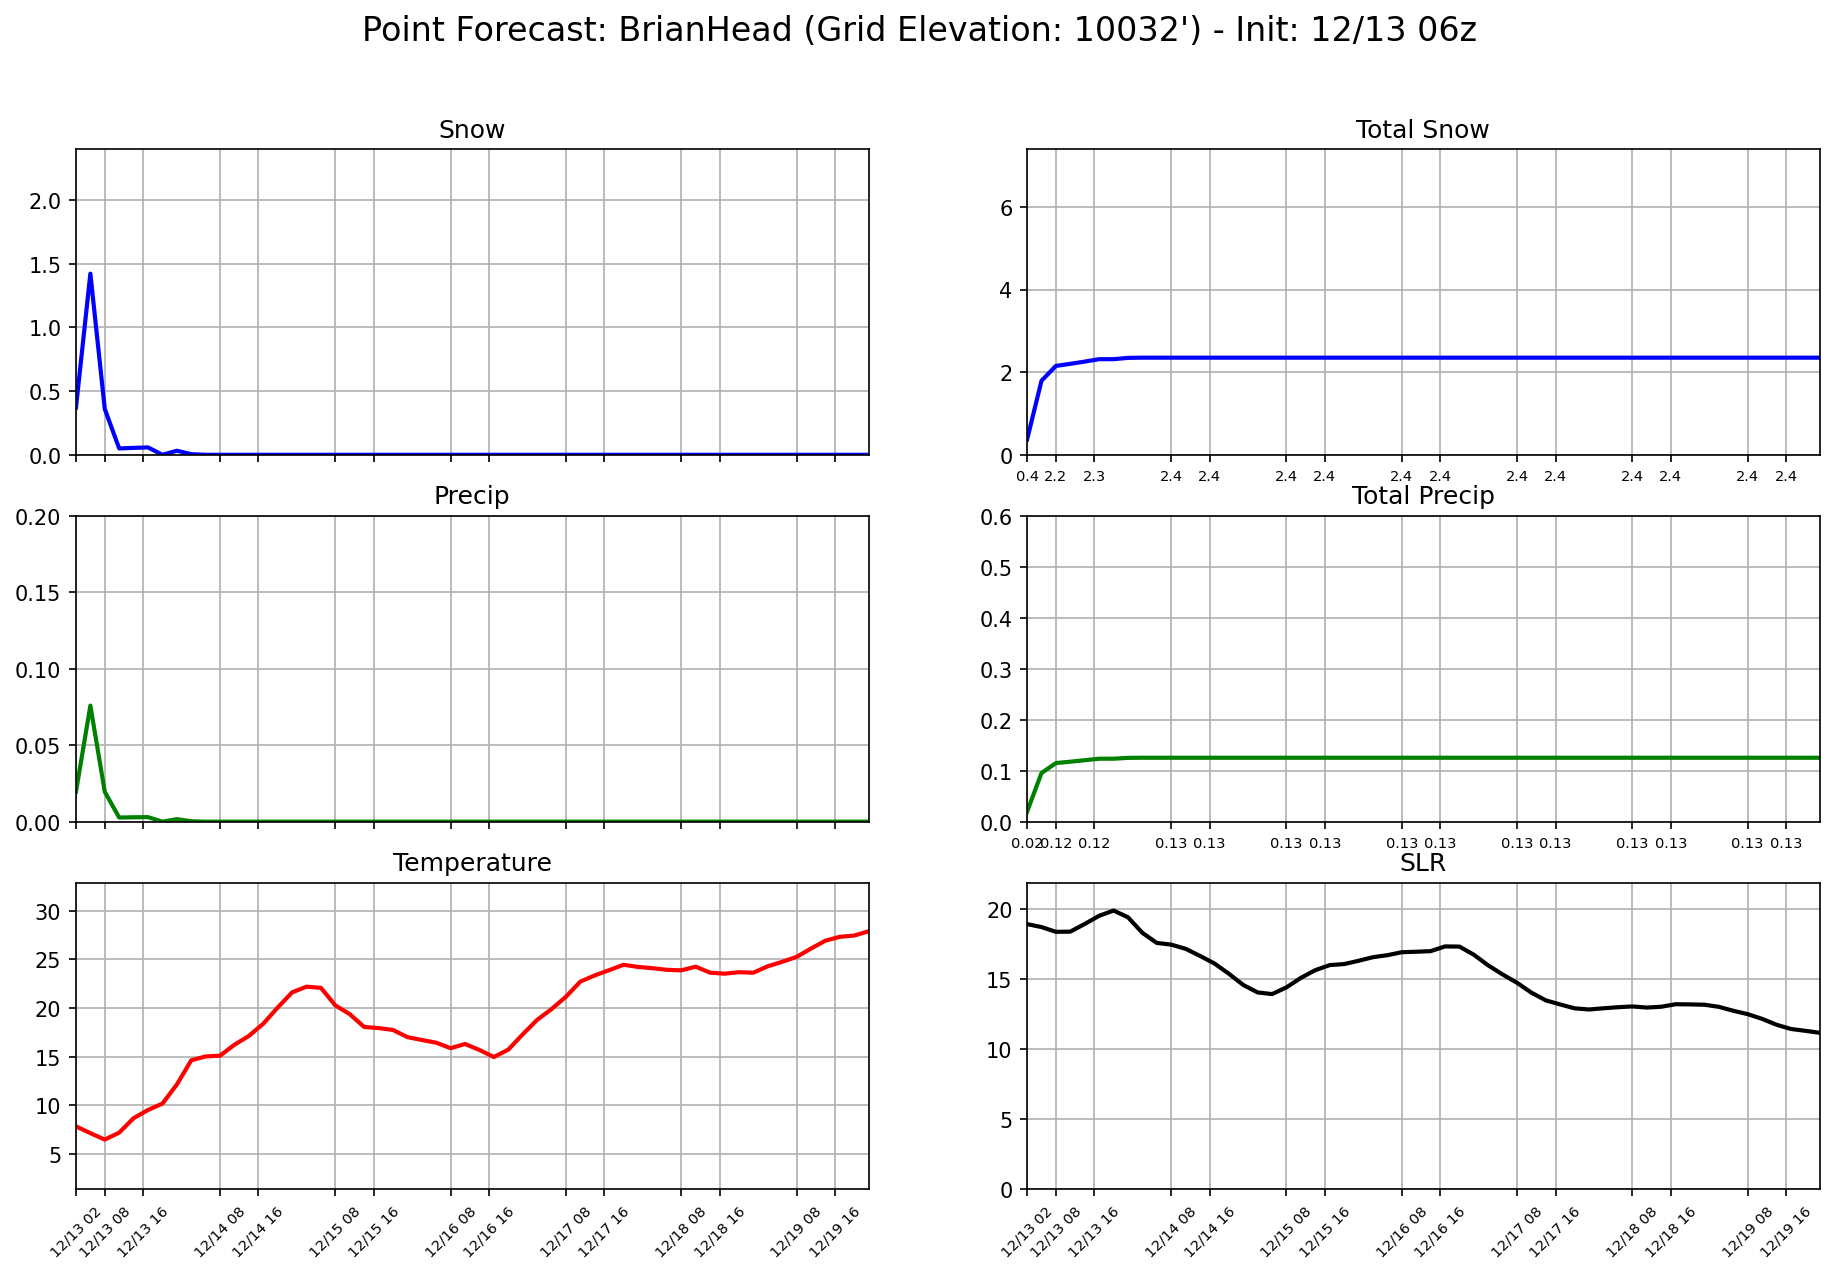 Point Forecast: BrianHead (Grid Elevation: 10032') - Init: 12/13 06z
Snow
2.0
1.5
1.0
0.5
0.0
Total Snow
6
4
2
0
0.4 2.2 2.3 2.4 2.4 2.4 2.4 2.4 2.4 2.4 2.4 2.4 2.4 2.4 2.4
Precip
0.20
0.15
0.10
0.05
0.00
Total Precip
0.6
0.5
0.4
0.3
0.2
0.1
0.0
0.02 0.12 0.12 0.13 0.13 0.13 0.13 0.13 0.13 0.13 0.13 0.13 0.13 0.13 0.13
Temperature
30
25
20
15
10
5
12/13 02 12/13 08 12/13 16 12/14 08 12/14 16 12/15 08 12/15 16 12/16 08 12/16 16 12/17 08 12/17 16 12/18 08 12/18 16 12/19 08 12/19 16
SLR
20
15
10
5
0
12/13 02 12/13 08 12/13 16 12/14 08 12/14 16 12/15 08 12/15 16 12/16 08 12/16 16 12/17 08 12/17 16 12/18 08 12/18 16 12/19 08 12/19 16